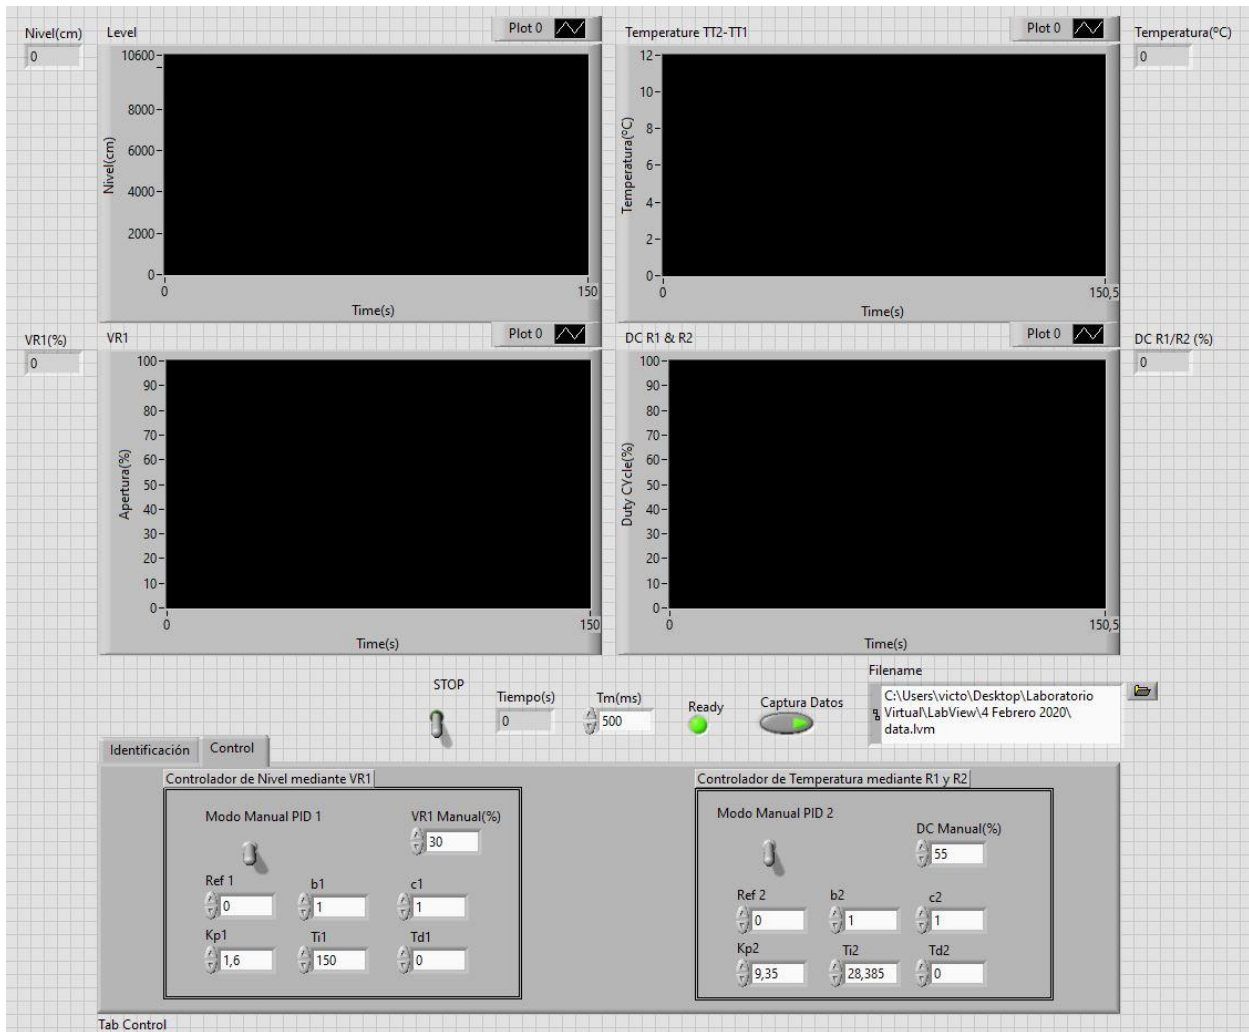 Nivel(cm)
0
Level
Plot 0
10600
8000
6000
4000
2000
0
Nivel(cm)
0
150
Time(s)
Temperature TT2-TT1
Plot 0
12
10
8
6
4
2
0
Temperatura(ºC)
0
150,5
Time(s)
Temperatura(ºC)
0
VR1(%)
0
VR1
Plot 0
100
90
80
70
60
50
40
30
20
10
0
Apertura(%)
0
150
Time(s)
DC R1 & R2
Plot 0
100
90
80
70
60
50
40
30
20
10
0
Duty CYcle(%)
0
150,5
Time(s)
DC R1/R2 (%)
0
STOP
Tiempo(s)
0
Tm(ms)
500
Ready
Captura Datos
Filename
C:\Users\victo\Desktop\Laboratorio
Virtual\LabView\4 Febrero 2020\
data.lvm
Identificación
Control
Controlador de Nivel mediante VR1
Modo Manual PID 1
VR1 Manual(%)
30
Ref 1
0
b1
1
c1
1
Kp1
1,6
Ti1
150
Td1
0
Controlador de Temperatura mediante R1 y R2
Modo Manual PID 2
DC Manual(%)
55
Ref 2
0
b2
1
c2
1
Kp2
9,35
Ti2
28,385
Td2
0
Tab Control